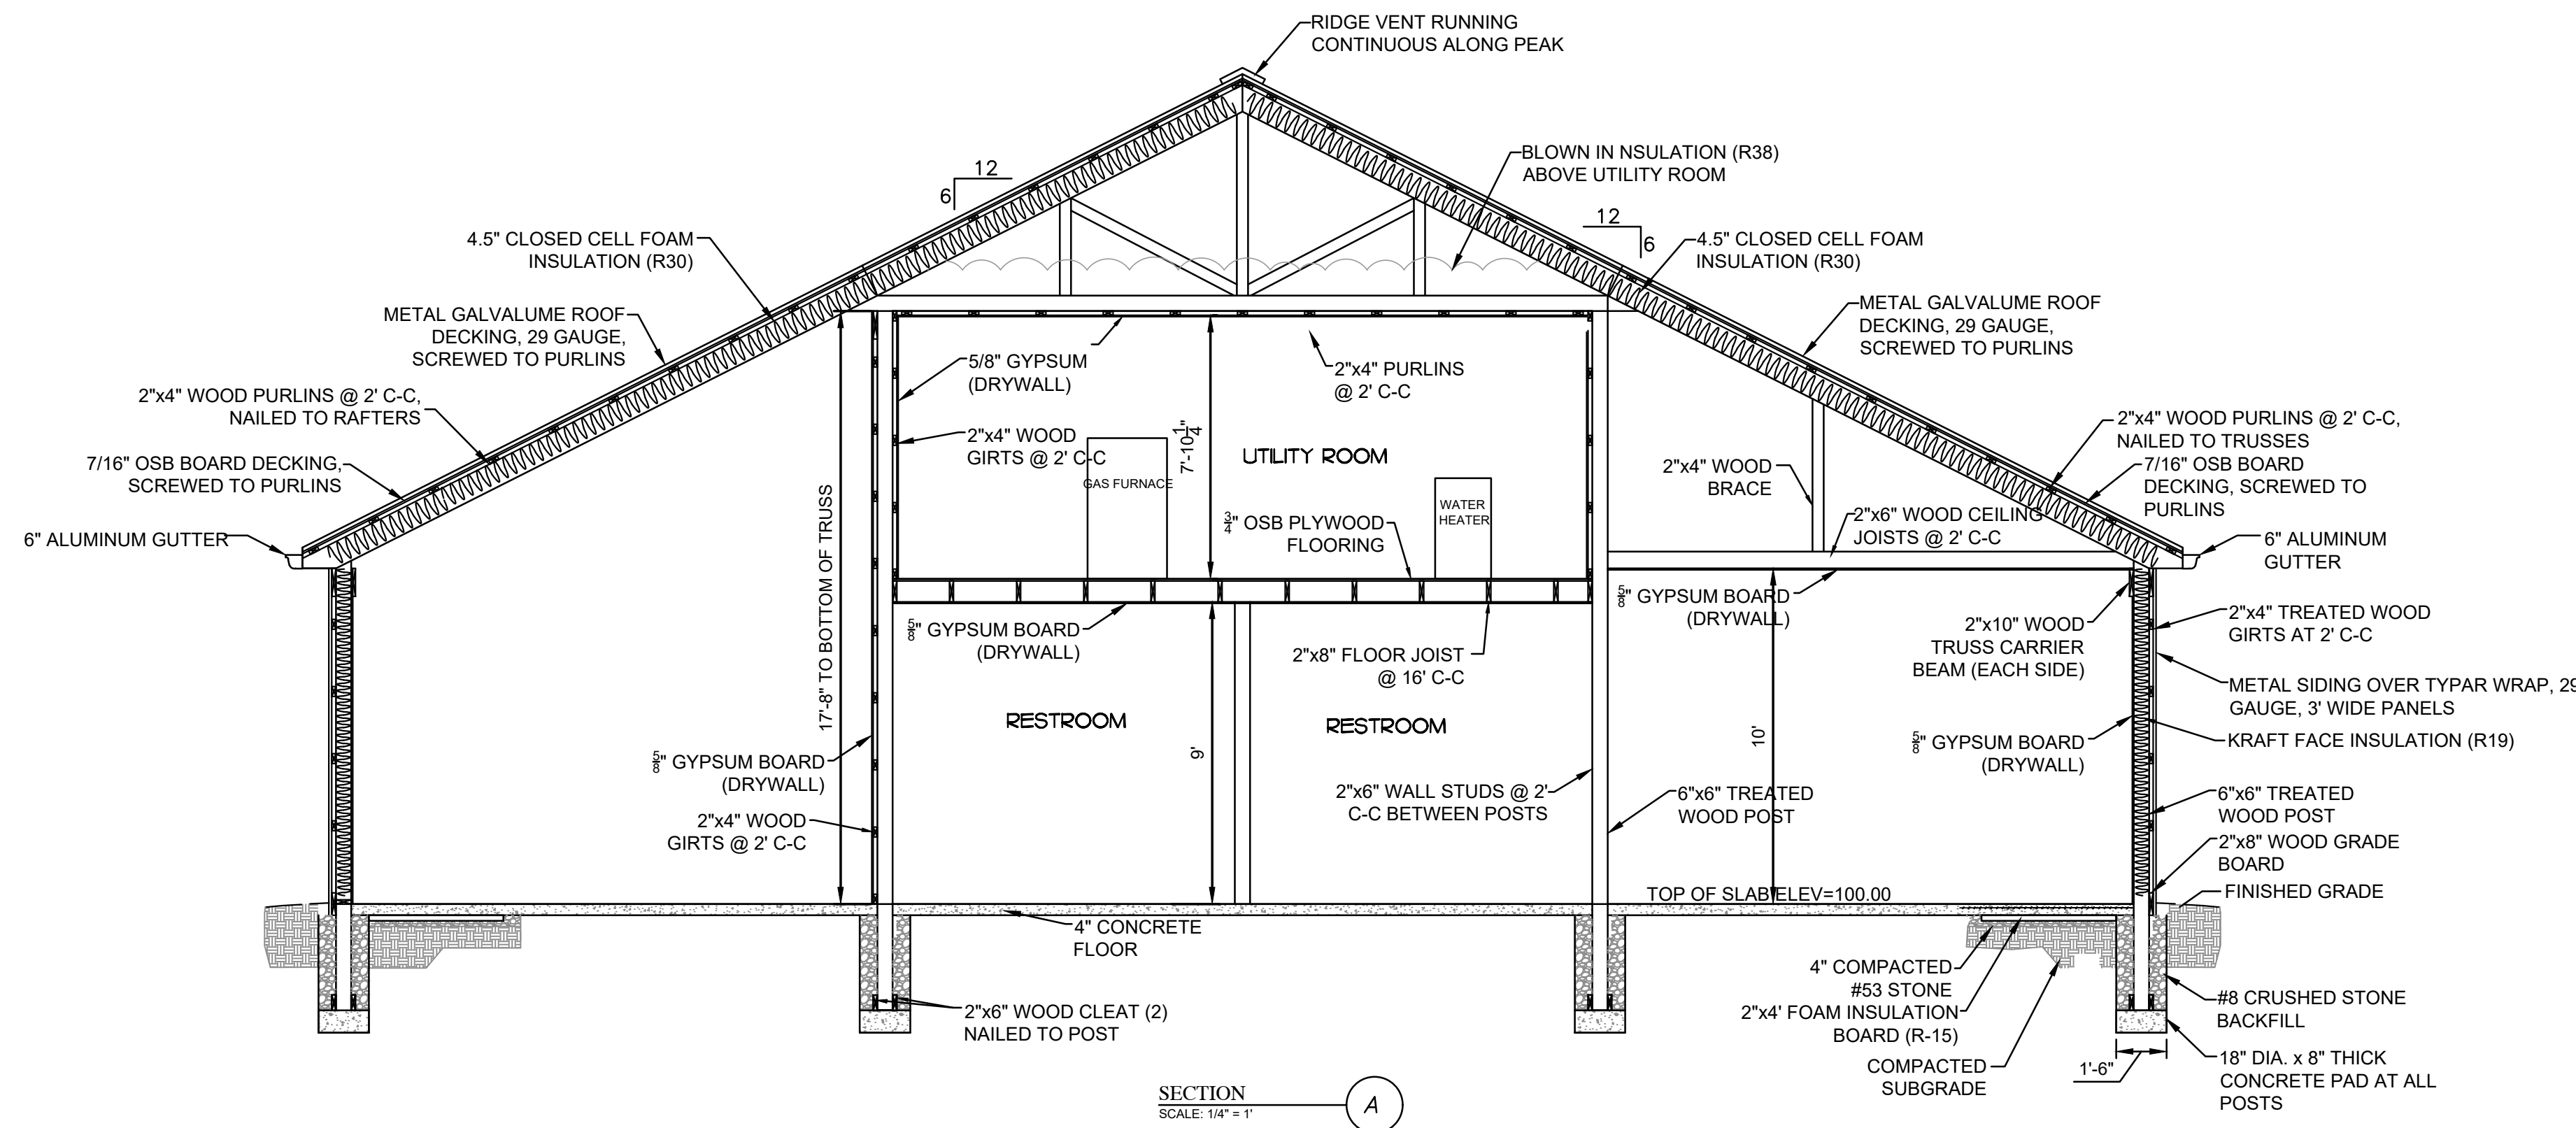 RIDGE VENT RUNNING
CONTINUOUS ALONG PEAK
BLOWN IN NSULATION (R38)
ABOVE UTILITY ROOM
12
6
12
6
4.5" CLOSED CELL FOAM
INSULATION (R30)
4.5" CLOSED CELL FOAM
INSULATION (R30)
METAL GALVALUME ROOF
DECKING, 29 GAUGE,
SCREWED TO PURLINS
METAL GALVALUME ROOF
DECKING, 29 GAUGE,
SCREWED TO PURLINS
2"x4" WOOD PURLINS @ 2' C-C,
NAILED TO RAFTERS
7/16" OSB BOARD DECKING,
SCREWED TO PURLINS
6" ALUMINUM GUTTER
5/8" GYPSUM
(DRYWALL)
2"x4" PURLINS
@ 2' C-C
2"x4" WOOD
GIRTS @ 2' C-C
GAS FURNACE
7'-10 1/4"
UTILITY ROOM
WATER
HEATER
3/4" OSB PLYWOOD
FLOORING
2"x4" WOOD
BRACE
2"x6" WOOD CEILING
JOISTS @ 2' C-C
2"x4" WOOD PURLINS @ 2' C-C,
NAILED TO TRUSSES
7/16" OSB BOARD
DECKING, SCREWED TO
PURLINS
6" ALUMINUM
GUTTER
17'-8" TO BOTTOM OF TRUSS
5/8" GYPSUM BOARD
(DRYWALL)
2"x8" FLOOR JOIST
@ 16' C-C
5/8" GYPSUM BOARD
(DRYWALL)
2"x10" WOOD
TRUSS CARRIER
BEAM (EACH SIDE)
2"x4" TREATED WOOD
GIRTS AT 2' C-C
METAL SIDING OVER TYPAR WRAP, 29
GAUGE, 3' WIDE PANELS
KRAFT FACE INSULATION (R19)
RESTROOM
RESTROOM
9'
10'
5/8" GYPSUM BOARD
(DRYWALL)
2"x4" WOOD
GIRTS @ 2' C-C
2"x6" WALL STUDS @ 2'
C-C BETWEEN POSTS
6"x6" TREATED
WOOD POST
5/8" GYPSUM BOARD
(DRYWALL)
6"x6" TREATED
WOOD POST
2"x8" WOOD GRADE
BOARD
FINISHED GRADE
TOP OF SLAB ELEV=100.00
4" CONCRETE
FLOOR
2"x6" WOOD CLEAT (2)
NAILED TO POST
4" COMPACTED
#53 STONE
2"x4' FOAM INSULATION
BOARD (R-15)
COMPACTED
SUBGRADE
1'-6"
#8 CRUSHED STONE
BACKFILL
18" DIA. x 8" THICK
CONCRETE PAD AT ALL
POSTS
SECTION
SCALE: 1/4" = 1'
A